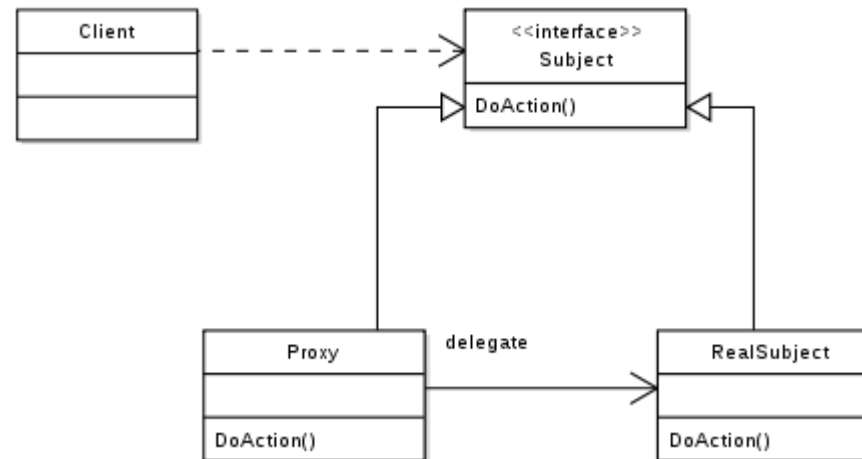 Client
<<interface>>
Subject
DoAction()
Proxy
delegate
RealSubject
DoAction()
DoAction()